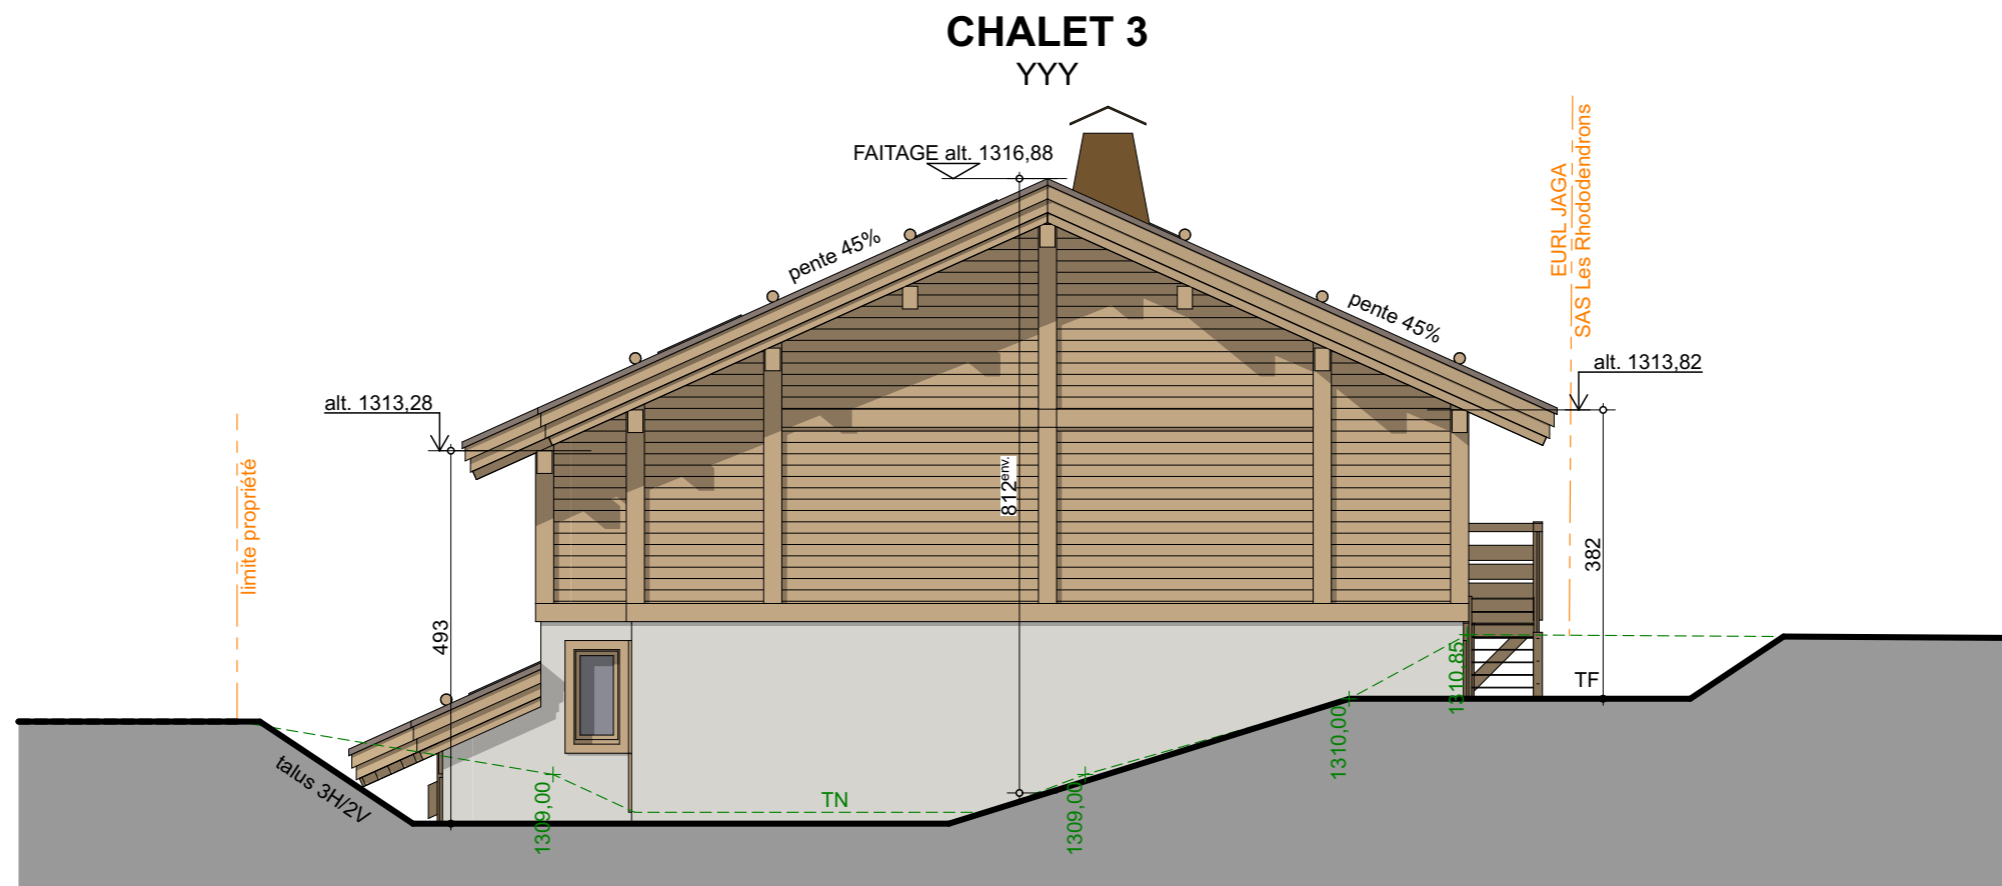 CHALET 3
YYY
FAITAGE alt. 1316,88
pente 45%
pente 45%
EURL JAGA
SAS Les Rhododendrons
alt. 1313,28
alt. 1313,82
limite propriété
812env.
493
382
talus 3H/2V
1309,00
TN
1309,00
1310,00
1310,85
TF